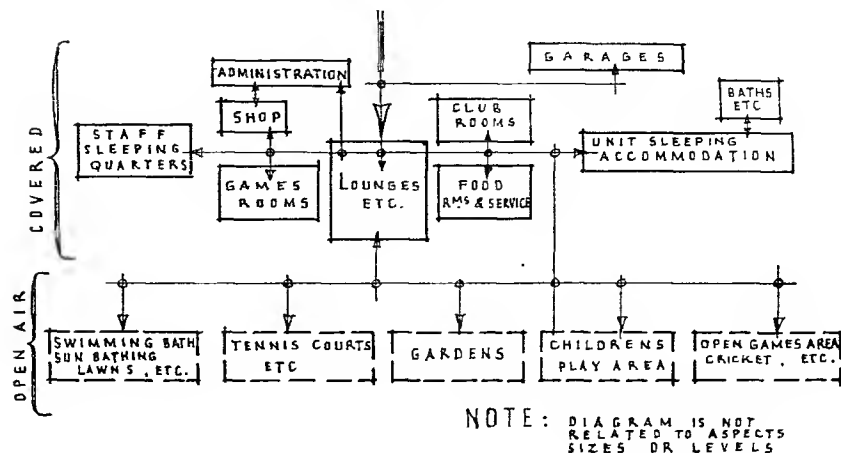 GARAGES
ADMINISTRATION
BATHS
ETC
SHOP
CLUB
ROOMS
STAFF
SLEEPING
QUARTERS
UNIT SLEEPING
ACCOMMODATION
GAMES
ROOMS
LOUNGES
ETC.
FOOD
RMS & SERVICE
COVERED
OPEN AIR
SWIMMING BATH
SUN BATHING
LAWNS, ETC.
TENNIS COURTS
ETC
GARDENS
CHILDRENS
PLAY AREA
OPEN GAMES AREA
CRICKET, ETC.
NOTE: DIAGRAM IS NOT
RELATED TO ASPECTS
SIZES OR LEVELS